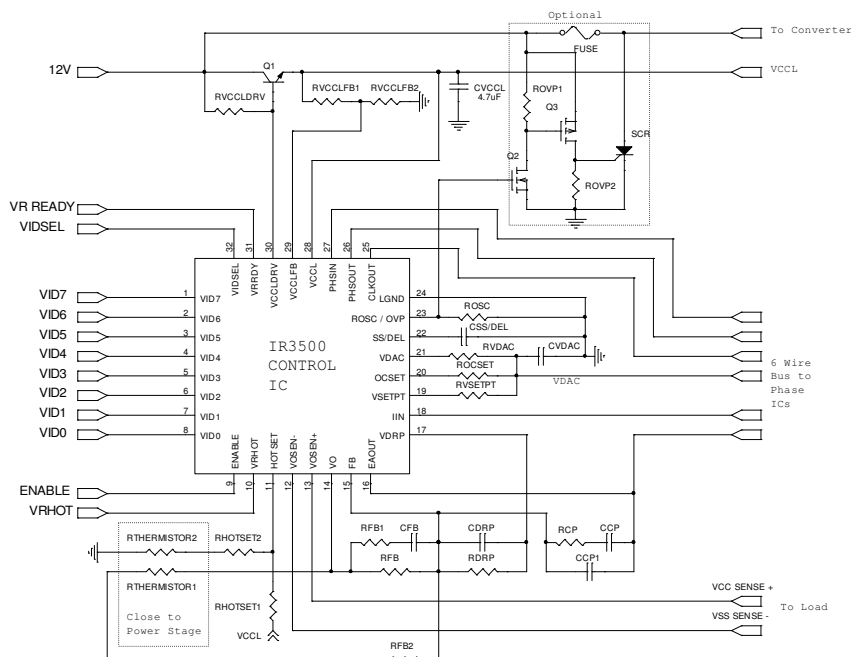 Optional
To Converter
FUSE
12V
Q1
VCCL
RVCCLDRV
RVCCLFB1
RVCCLFB2
CVCCL
4.7uF
ROVP1
Q3
SCR
Q2
ROVP2
VR READY
VIDSEL
32
31
30
29
28
27
26
25
VIDSEL
VRRDY
VCCLDRV
VCCLFB
VCCL
PHSIN
PHSOUT
CLKOUT
VID7
1
VID7
LGND
24
VID6
2
VID6
ROSC / OVP
23
ROSC
VID5
3
VID5
SS/DEL
22
CSS/DEL
VID4
4
VID4
VDAC
21
RVDAC
CVDAC
VID3
5
VID3
OCSET
20
ROCSET
VDAC
VID2
6
VID2
VSETPT
19
RVSETPT
VID1
7
VID1
IIN
18
VID0
8
VID0
VDRP
17
IR3500
CONTROL
IC
6 Wire
Bus to
Phase
ICs
ENABLE
VRHOT
HOTSET
VOSEN-
VOSEN+
VO
FB
EAOUT
9
10
11
12
13
14
15
16
ENABLE
VRHOT
RTHERMISTOR2
RHOTSET2
RTHERMISTOR1
Close to
Power Stage
RHOTSET1
VCCL
RFB1
CFB
RFB
CDRP
RDRP
RCP
CCP
CCP1
VCC SENSE +
VSS SENSE -
To Load
RFB2